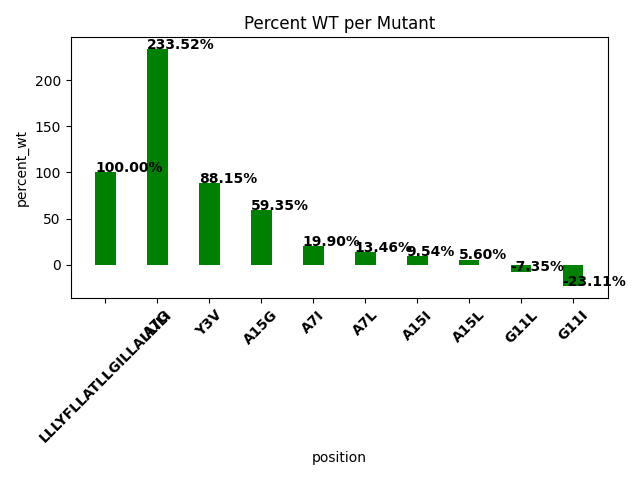 Percent WT per Mutant
percent_wt
200
150
100
50
0
100.00%
233.52%
88.15%
59.35%
19.90%
13.46%
9.54%
5.60%
-7.35%
-23.11%
A7G
Y3V
A15G
A7I
A7L
A15I
A15L
G11L
G11I
position